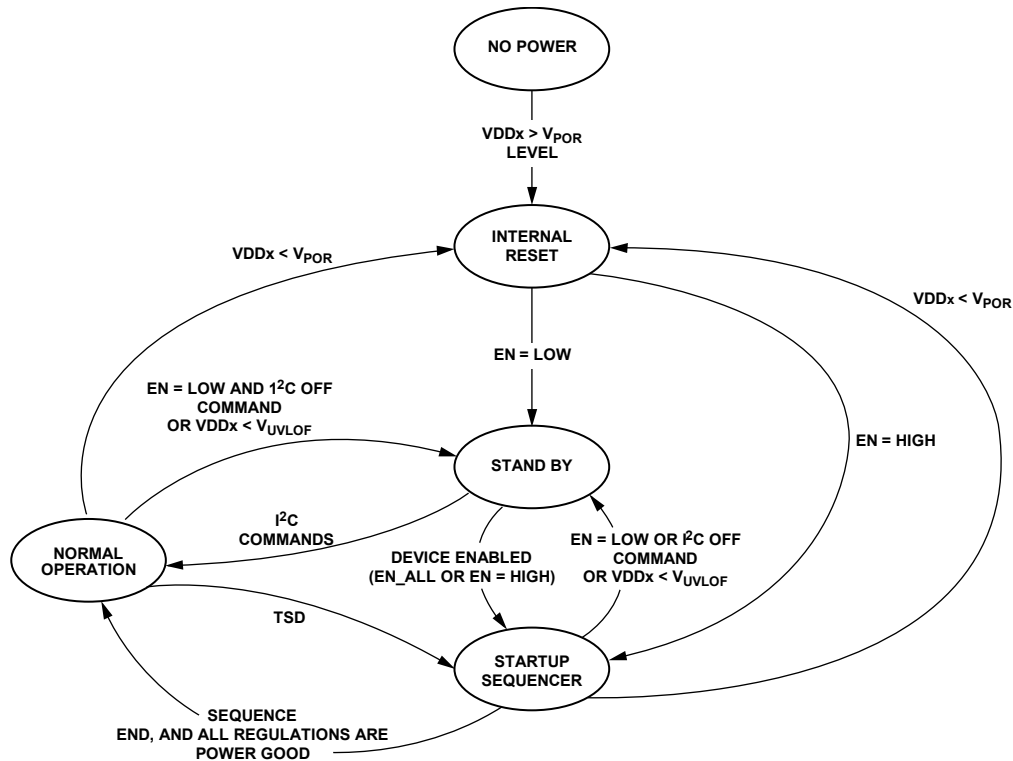 NO POWER
VDDx > VPOR
LEVEL
INTERNAL
RESET
VDDx < VPOR
VDDx < VPOR
EN = LOW
EN = LOW AND 1²C OFF
COMMAND
OR VDDx < VUVLOF
EN = HIGH
STAND BY
I²C
COMMANDS
EN = LOW OR I²C OFF
COMMAND
OR VDDx < VUVLOF
DEVICE ENABLED
(EN_ALL OR EN = HIGH)
NORMAL
OPERATION
TSD
STARTUP
SEQUENCER
SEQUENCE
END, AND ALL REGULATIONS ARE
POWER GOOD